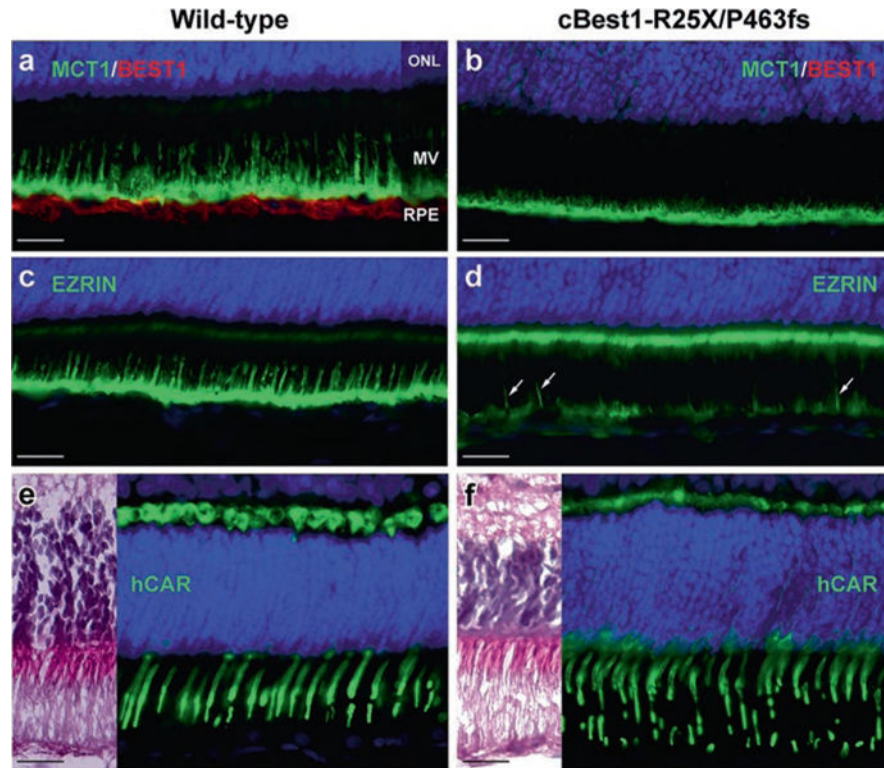 Wild-type
cBest1-R25X/P463fs
a
MCT1/BEST1
ONL
MV
RPE
b
MCT1/BEST1
c
EZRIN
d
EZRIN
e
hCAR
f
hCAR